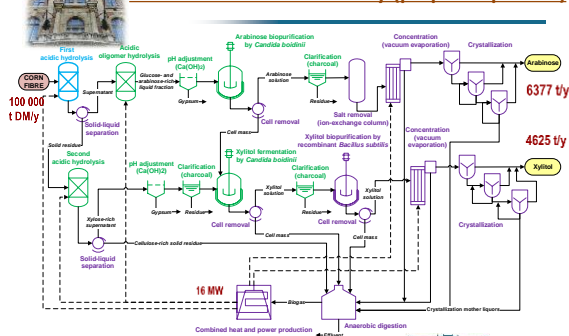 Arabinose biopurification
by Candida boidinii
Concentration
(vacuum evaporation)
Crystallization
First
acidic hydrolysis
Acidic
oligomer hydrolysis
pH adjustment
(Ca(OH)2)
Clarification
(charcoal)
Arabinose
CORN
FIBRE
Glucose- and
arabinose-rich
liquid fraction
Arabinose
solution
6377 t/y
100 000
t DM/y
Supernatant
Gypsum
Residue
Solid-liquid
separation
Cell removal
Salt removal
(ion-exchange column)
Solid residue
Cell mass
Concentration
(vacuum
evaporation)
4625 t/y
Second
acidic hydrolysis
pH adjustment
(Ca(OH)2)
Clarification
(charcoal)
Xylitol fermentation
by Candida boidinii
Clarification
(charcoal)
Xylitol biopurification by
recombinant Bacillus subtilis
Xylitol
Xylose-rich
supernatant
Gypsum
Residue
Xylitol
solution
Residue
Xylitol
solution
Cell removal
Cell removal
Crystallization
Cellulose-rich solid residue
Cell mass
Cell mass
Solid-liquid
separation
16 MW
Biogas
Crystallization mother liquors
Combined heat and power production
Anaerobic digestion
Effluent